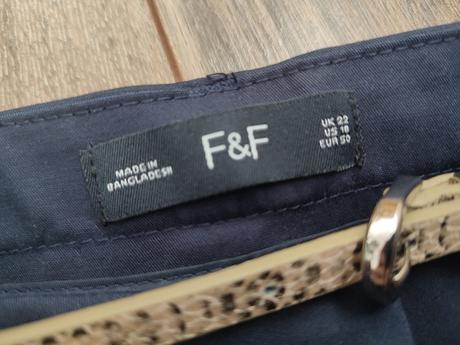 F&F
MADE IN
BANGLADESH
UK 22
US 18
EUR 50